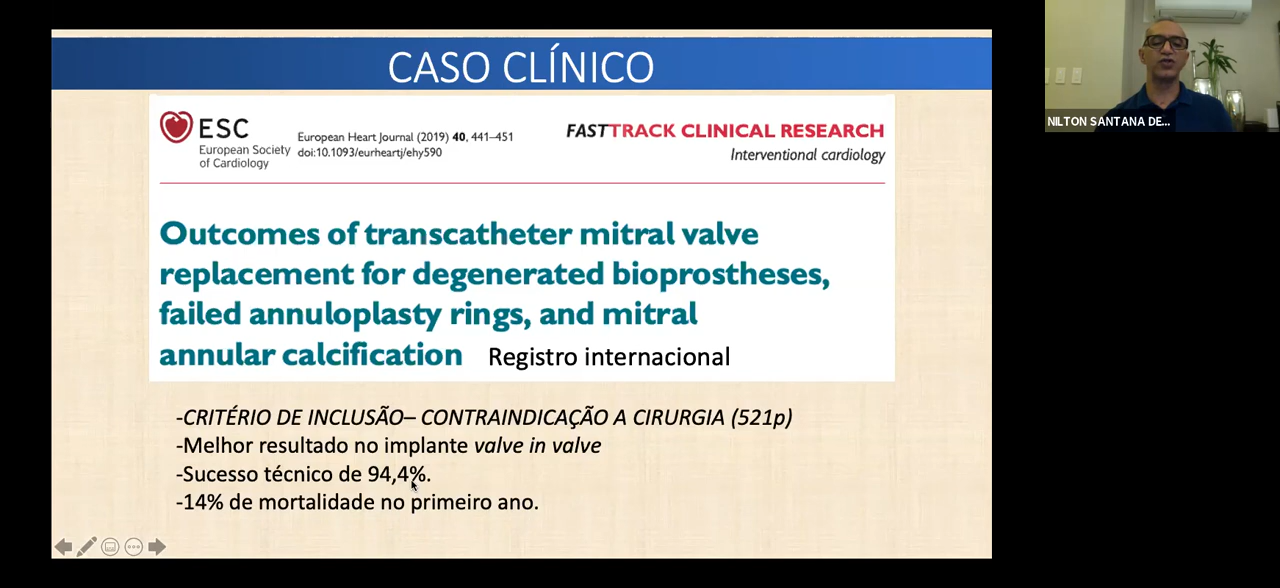 CASO CLÍNICO
ESC
European Society
of Cardiology
European Heart Journal (2019) 40, 441–451
doi:10.1093/eurheartj/ehy590
FASTTRACK CLINICAL RESEARCH
Interventional cardiology
Outcomes of transcatheter mitral valve
replacement for degenerated bioprostheses,
failed annuloplasty rings, and mitral
annular calcification Registro internacional
-CRITÉRIO DE INCLUSÃO– CONTRAINDICAÇÃO A CIRURGIA (521p)
-Melhor resultado no implante valve in valve
-Sucesso técnico de 94,4%.
-14% de mortalidade no primeiro ano.
NILTON SANTANA DE...